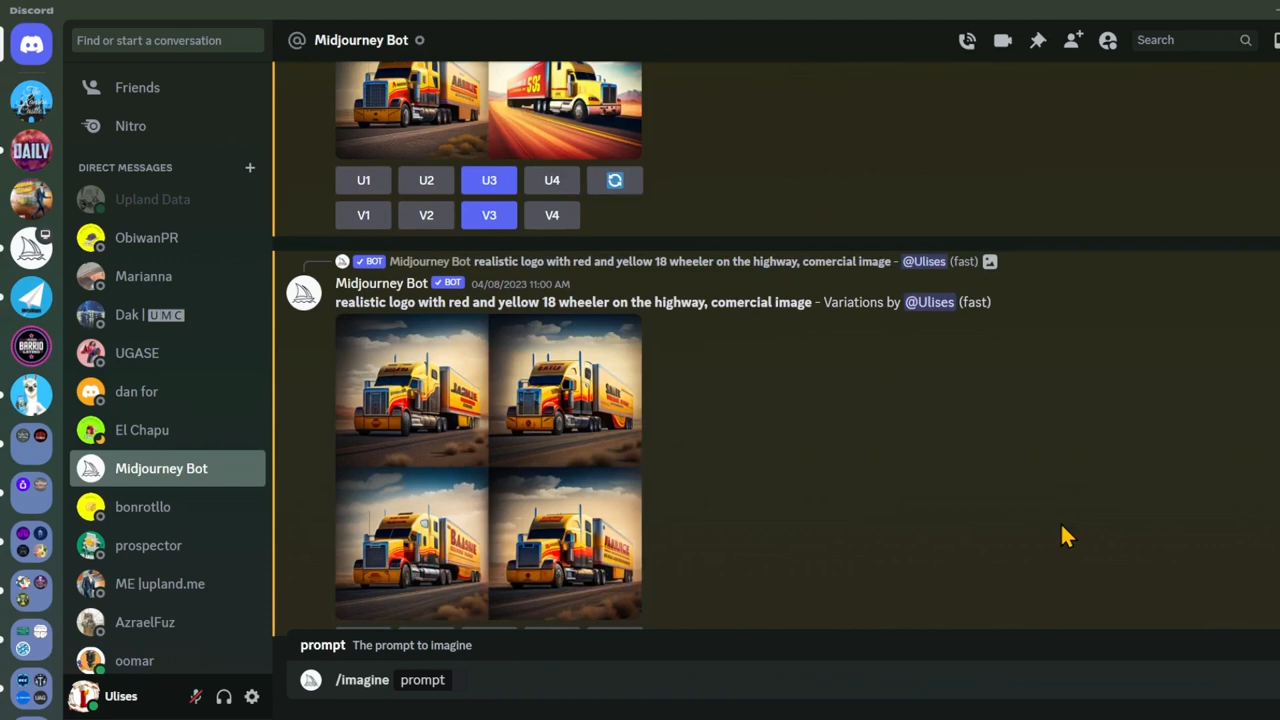 Discord
Find or start a conversation
Midjourney Bot
Search
Friends
Nitro
DIRECT MESSAGES
Upland Data
ObiwanPR
Marianna
Dak | UMC
UGASE
dan for
El Chapu
Midjourney Bot
bonrotllo
prospector
ME |upland.me
AzraelFuz
oomar
Ulises
DAILY
U1 U2 U3 U4
V1 V2 V3 V4
BOT Midjourney Bot realistic logo with red and yellow 18 wheeler on the highway, comercial image - @Ulises (fast)
Midjourney Bot BOT 04/08/2023 11:00 AM
realistic logo with red and yellow 18 wheeler on the highway, comercial image - Variations by @Ulises (fast)
prompt The prompt to imagine
/imagine prompt